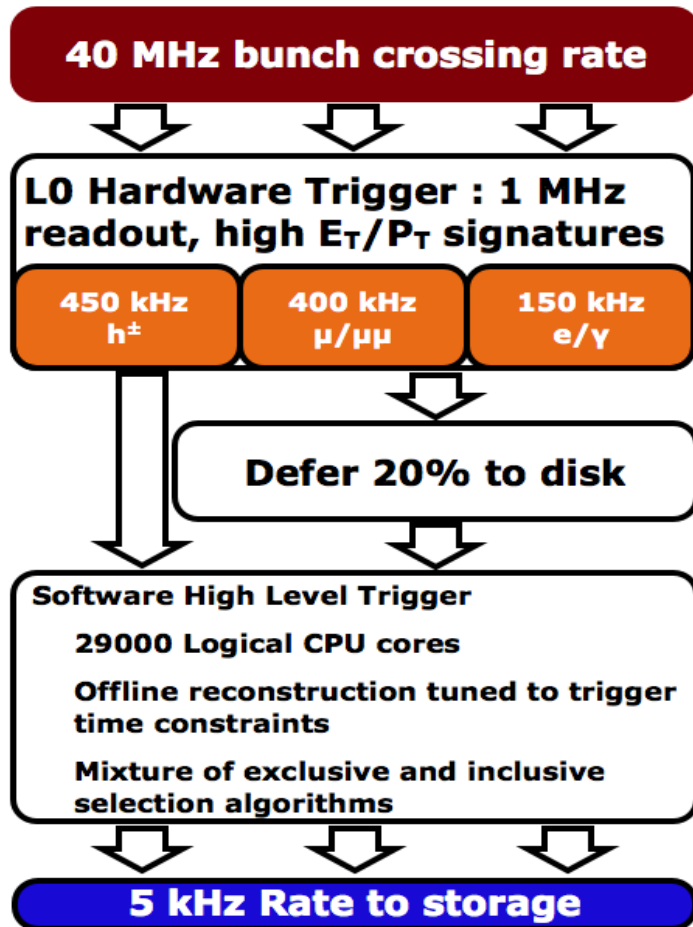 40 MHz bunch crossing rate
L0 Hardware Trigger : 1 MHz
readout, high E_T/P_T signatures
450 kHz
h±
400 kHz
μ/μμ
150 kHz
e/γ
Defer 20% to disk
Software High Level Trigger
29000 Logical CPU cores
Offline reconstruction tuned to trigger
time constraints
Mixture of exclusive and inclusive
selection algorithms
5 kHz Rate to storage